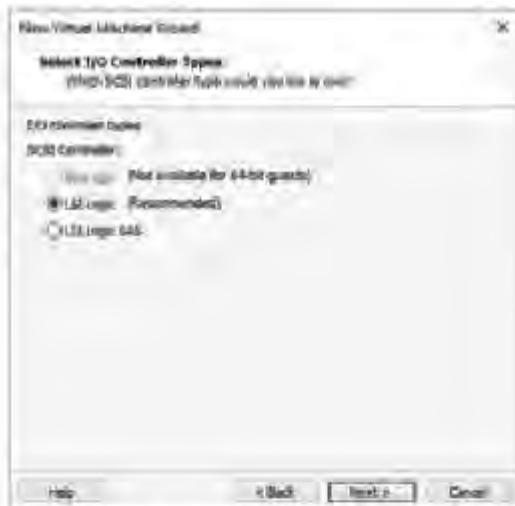 New Virtual Machine Wizard
Select I/O Controller Types
Which SCSI controller type would you like to use?
I/O controller types
SCSI Controller:
(Not available for 64-bit guests)
LSI Logic (Recommended)
LSI Logic SAS
Help < Back Next > Cancel